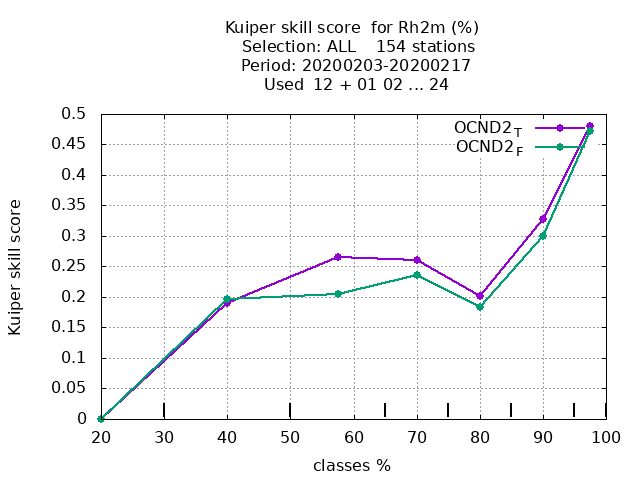 Kuiper skill score for Rh2m (%)
Selection: ALL 154 stations
Period: 20200203-20200217
Used 12 + 01 02 ... 24
OCND2T
OCND2F
0.5
0.45
0.4
0.35
0.3
0.25
0.2
0.15
0.1
0.05
0
Kuiper skill score
20 30 40 50 60 70 80 90 100
classes %